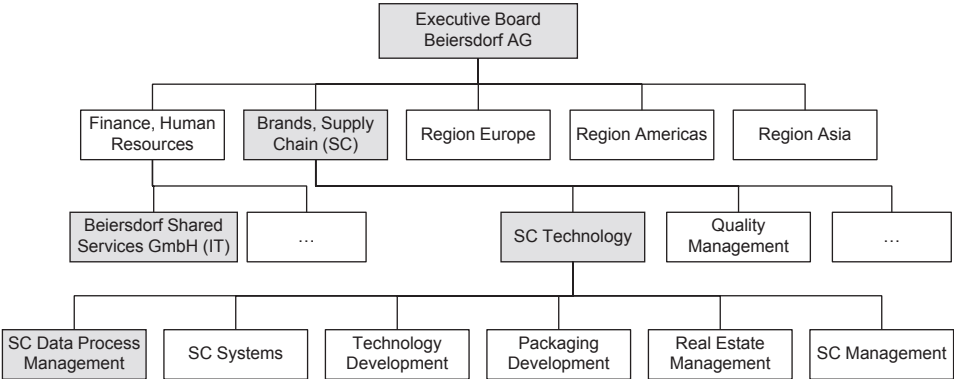 Executive Board
Beiersdorf AG
Finance, Human
Resources
Brands, Supply
Chain (SC)
Region Europe
Region Americas
Region Asia
Beiersdorf Shared
Services GmbH (IT)
…
SC Technology
Quality
Management
…
SC Data Process
Management
SC Systems
Technology
Development
Packaging
Development
Real Estate
Management
SC Management